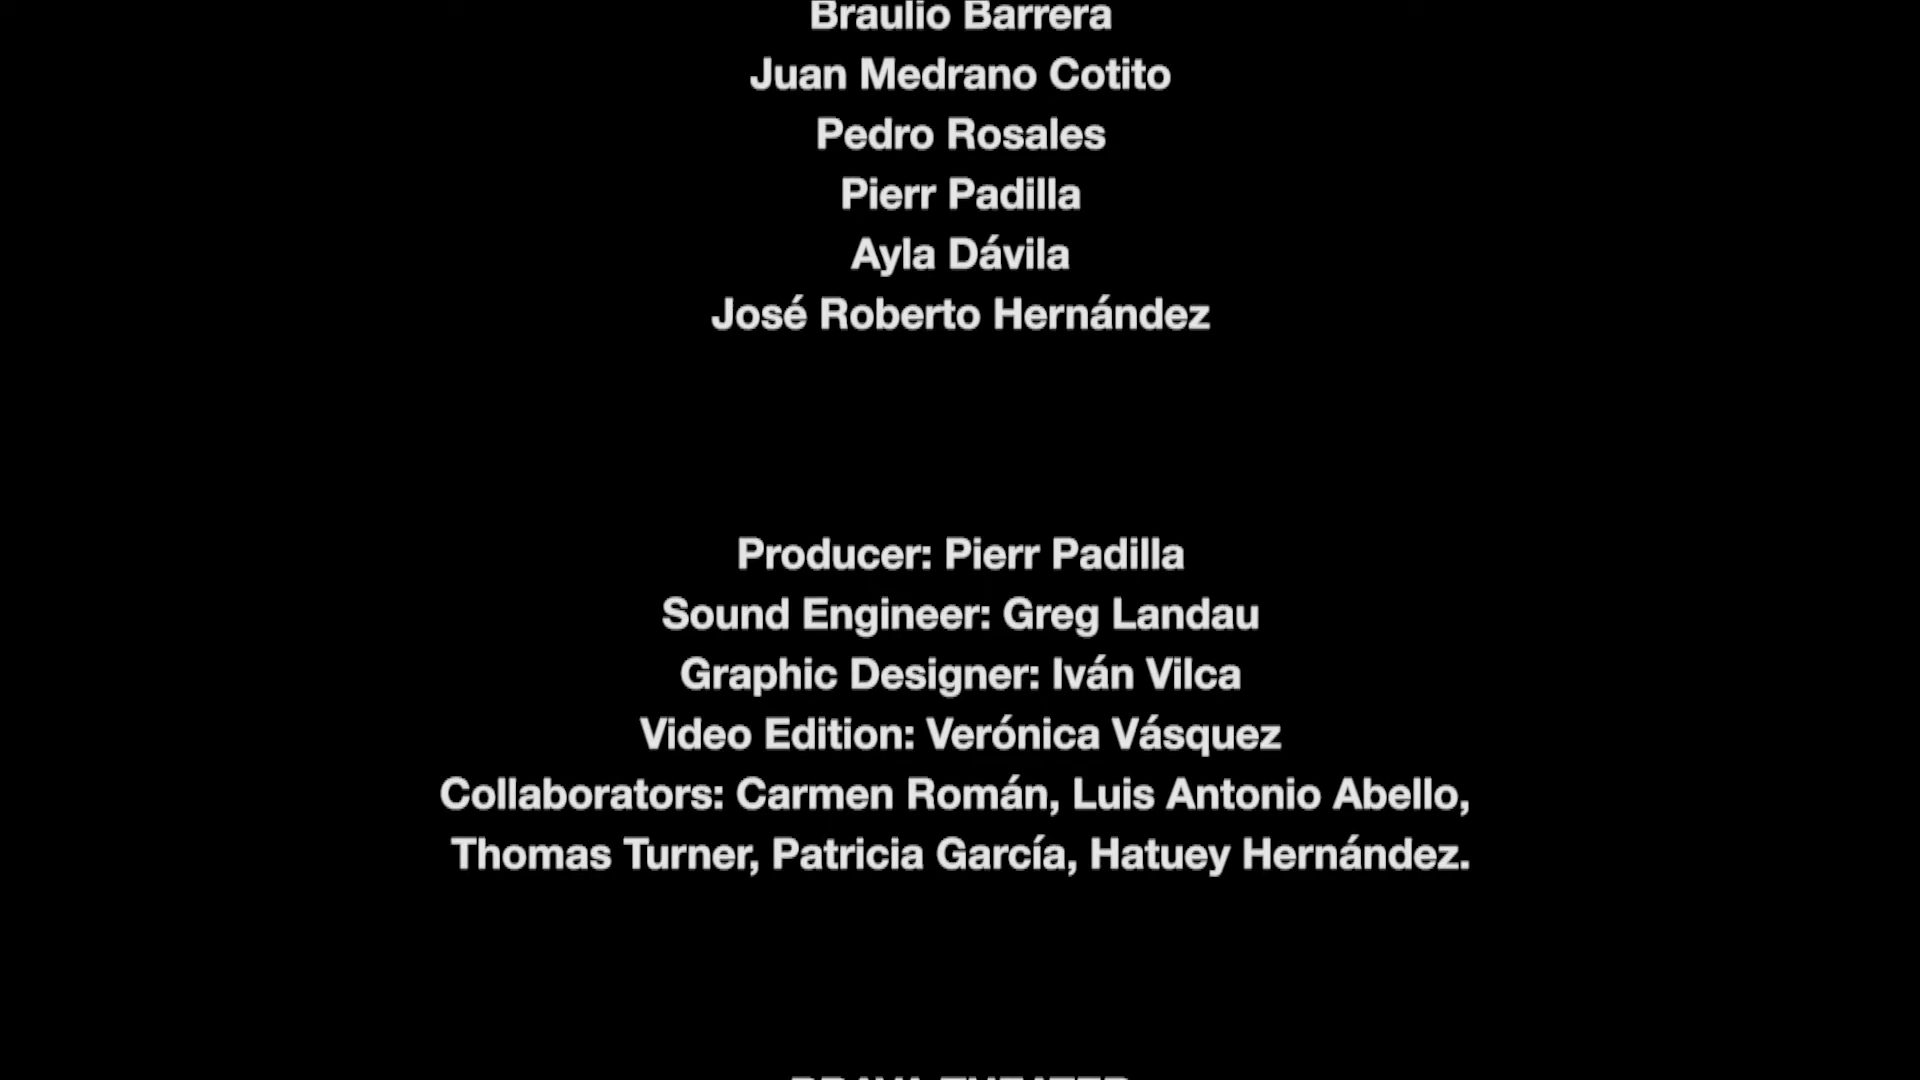 Braulio Barrera
Juan Medrano Cotito
Pedro Rosales
Pierr Padilla
Ayla Dávila
José Roberto Hernández
Producer: Pierr Padilla
Sound Engineer: Greg Landau
Graphic Designer: Iván Vilca
Video Edition: Verónica Vásquez
Collaborators: Carmen Román, Luis Antonio Abello,
Thomas Turner, Patricia García, Hatuey Hernández.